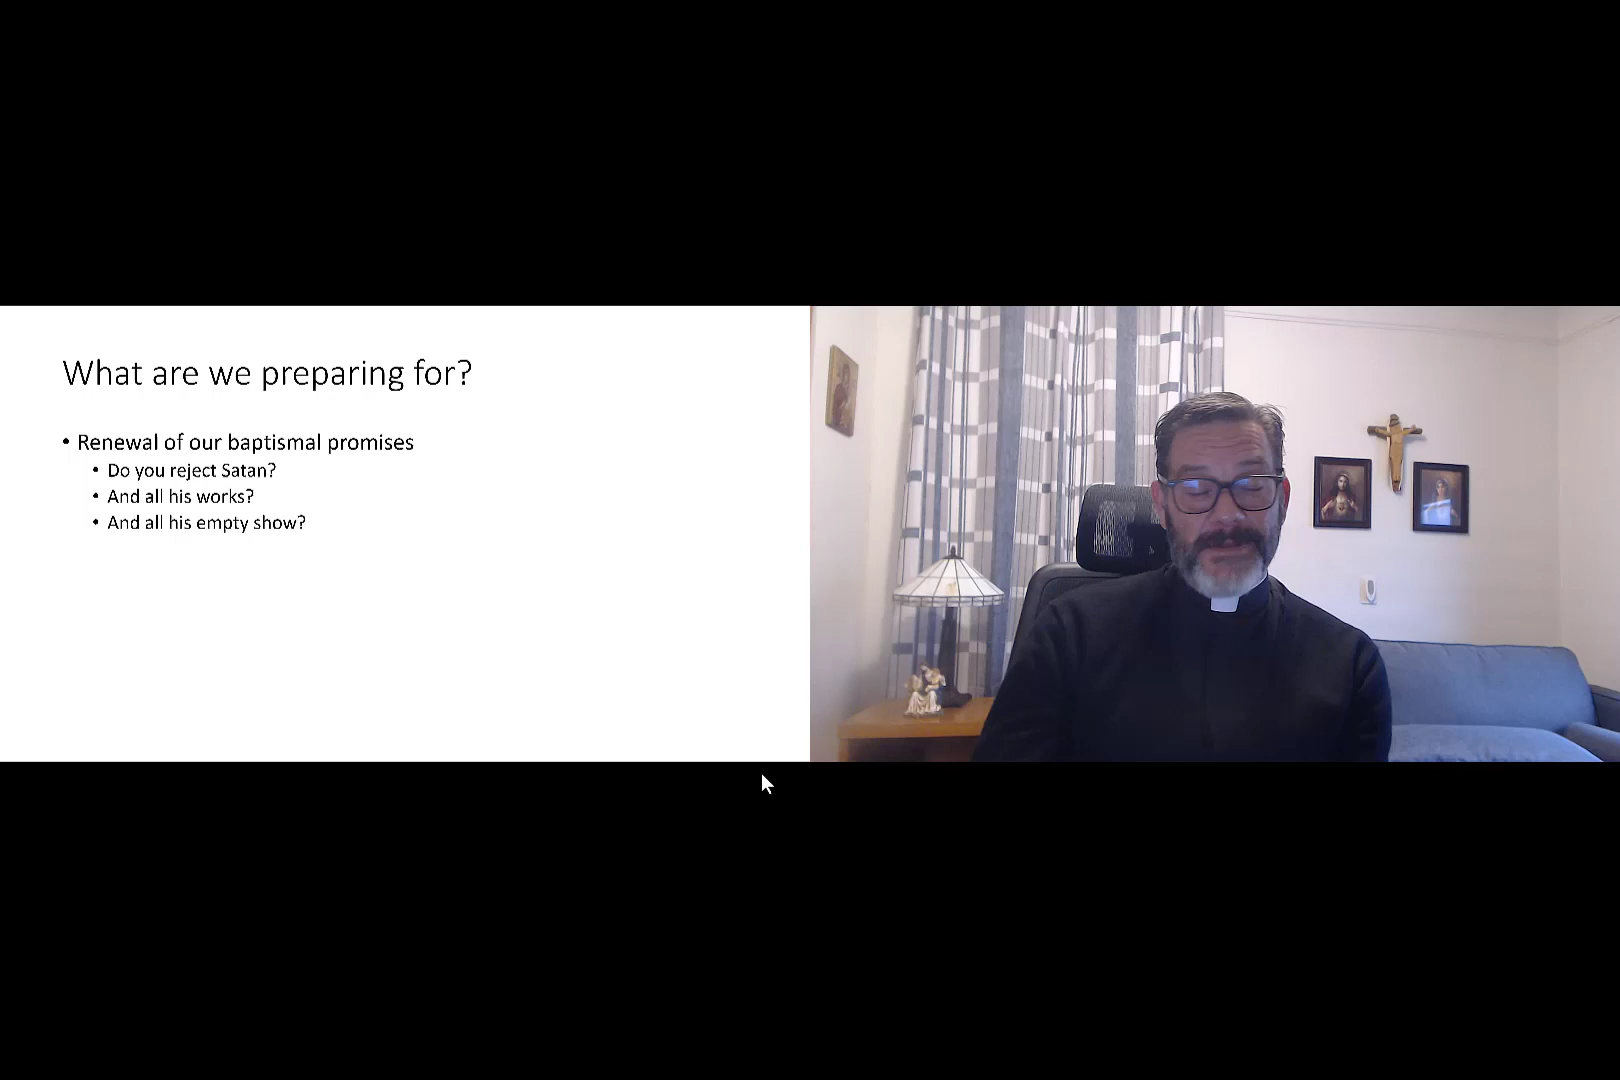 What are we preparing for?
• Renewal of our baptismal promises
• Do you reject Satan?
• And all his works?
• And all his empty show?